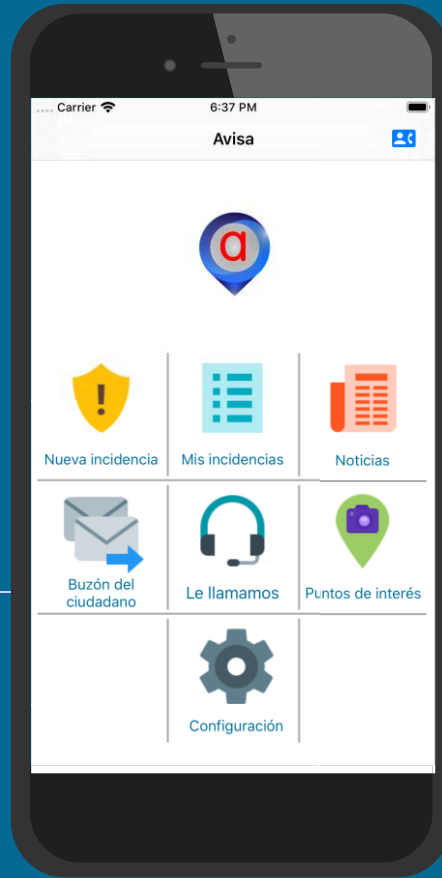 Carrier 6:37 PM
Avisa
a
Nueva incidencia Mis incidencias Noticias
Buzón del
ciudadano Le llamamos Puntos de interés
Configuración